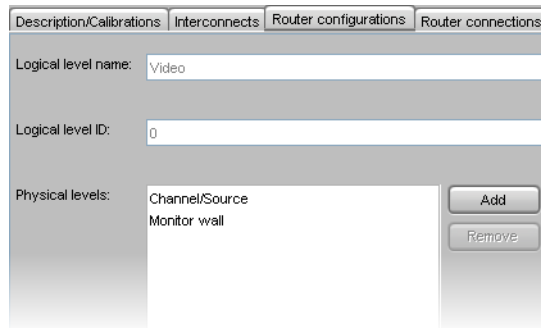 Description/Calibrations Interconnects Router configurations Router connections
Logical level name: Video
Logical level ID: 0
Physical levels: Channel/Source Add
Monitor wall Remove